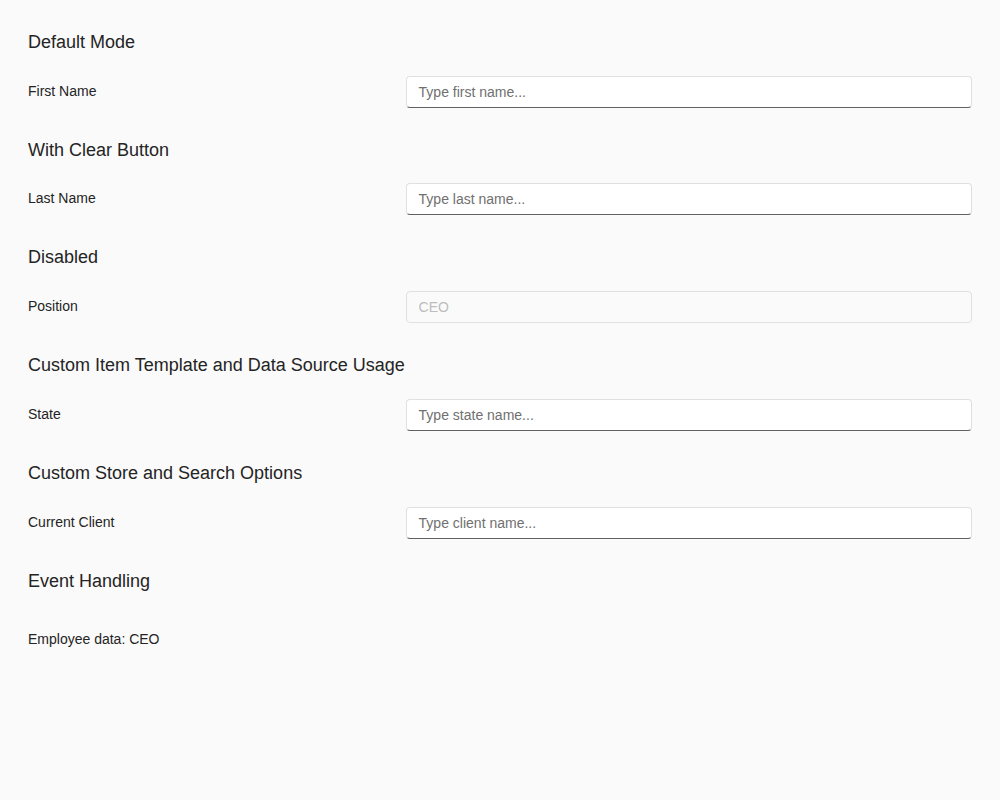 Default Mode
First Name
Type first name...
With Clear Button
Last Name
Type last name...
Disabled
Position
CEO
Custom Item Template and Data Source Usage
State
Type state name...
Custom Store and Search Options
Current Client
Type client name...
Event Handling
Employee data: CEO